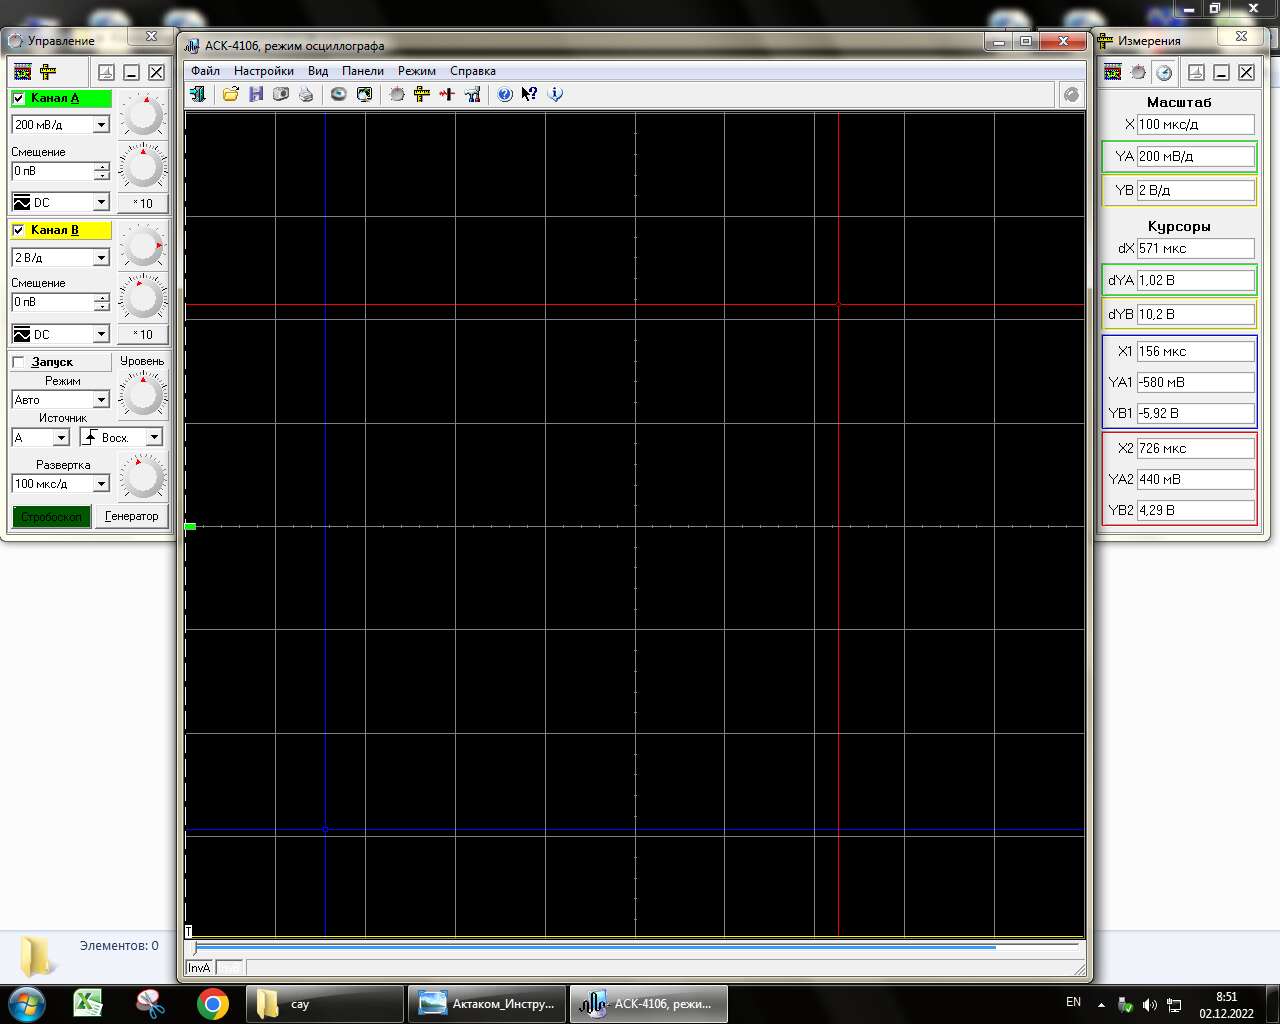 Управление
Канал A
200 мВ/д
Смещение
0 пВ
DC
*10
Канал B
2 В/д
Смещение
0 пВ
DC
*10
Запуск
Уровень
Режим
Авто
Источник
A
Восх.
Развертка
100 мкс/д
Стробоскоп
Генератор
АСК-4106, режим осциллографа
Файл Настройки Вид Панели Режим Справка
T
InvA
InvB
Измерения
Масштаб
X 100 мкс/д
YA 200 мВ/д
YB 2 В/д
Курсоры
dX 571 мкс
dYA 1,02 В
dYB 10,2 В
X1 156 мкс
YA1 -580 мВ
YB1 -5,92 В
X2 726 мкс
YA2 440 мВ
YB2 4,29 В
Элементов: 0
сау
Актаком_Инстру...
АСК-4106, режи...
EN
8:51
02.12.2022